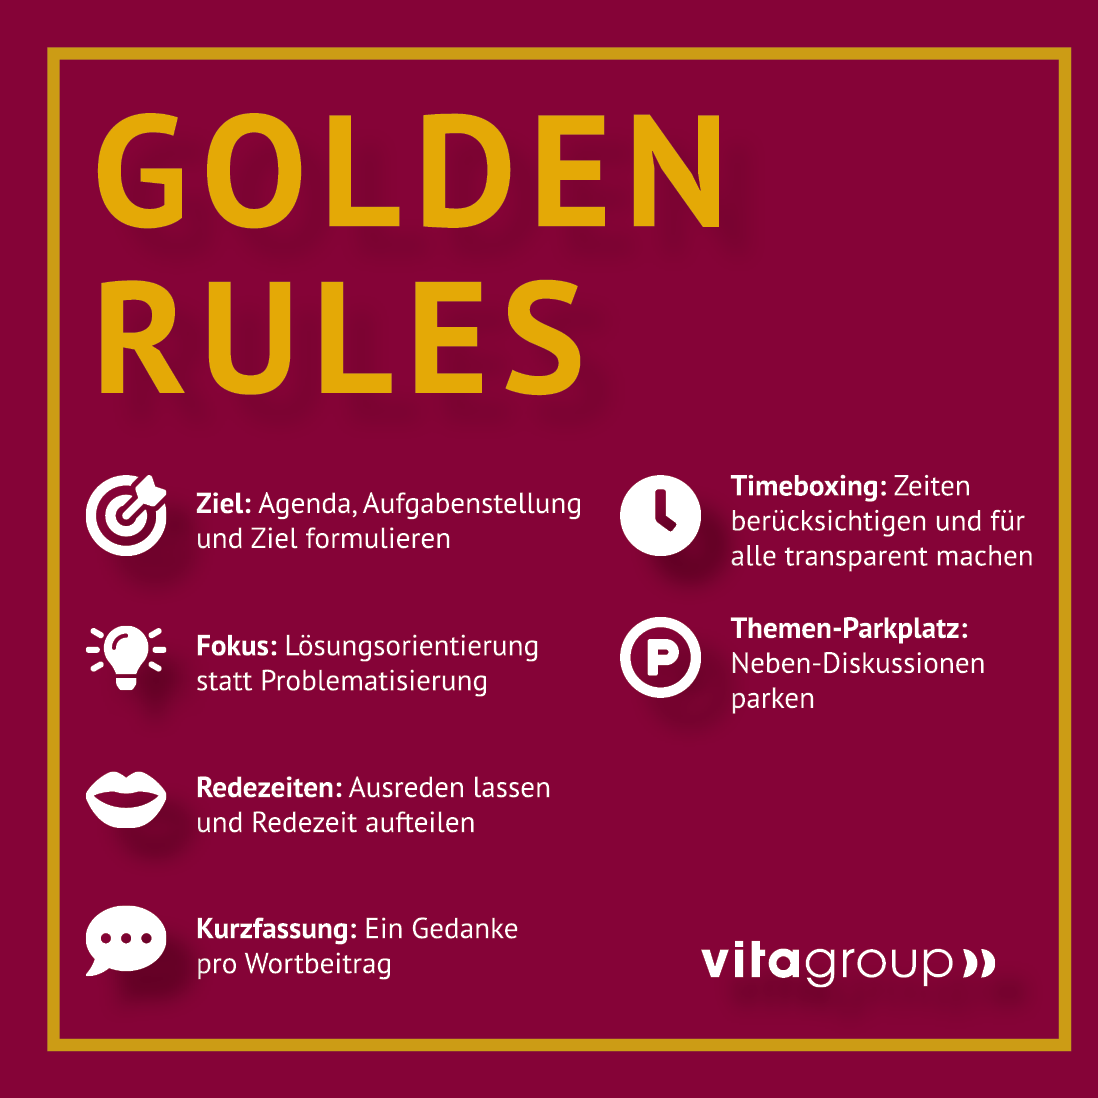 GOLDEN
RULES
Ziel: Agenda, Aufgabenstellung
und Ziel formulieren
Fokus: Lösungsorientierung
statt Problematisierung
Redezeiten: Ausreden lassen
und Redezeit aufteilen
Kurzfassung: Ein Gedanke
pro Wortbeitrag
Timeboxing: Zeiten
berücksichtigen und für
alle transparent machen
P
Themen-Parkplatz:
Neben-Diskussionen
parken
vitagroup